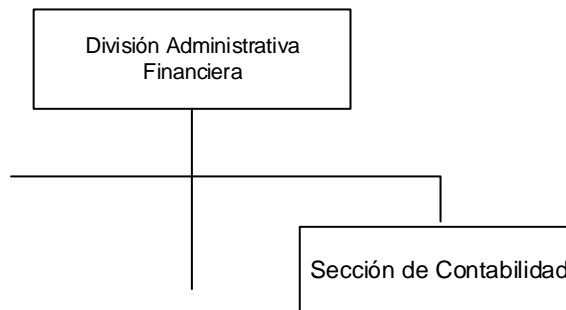 División Administrativa
Financiera
Sección de Contabilidad